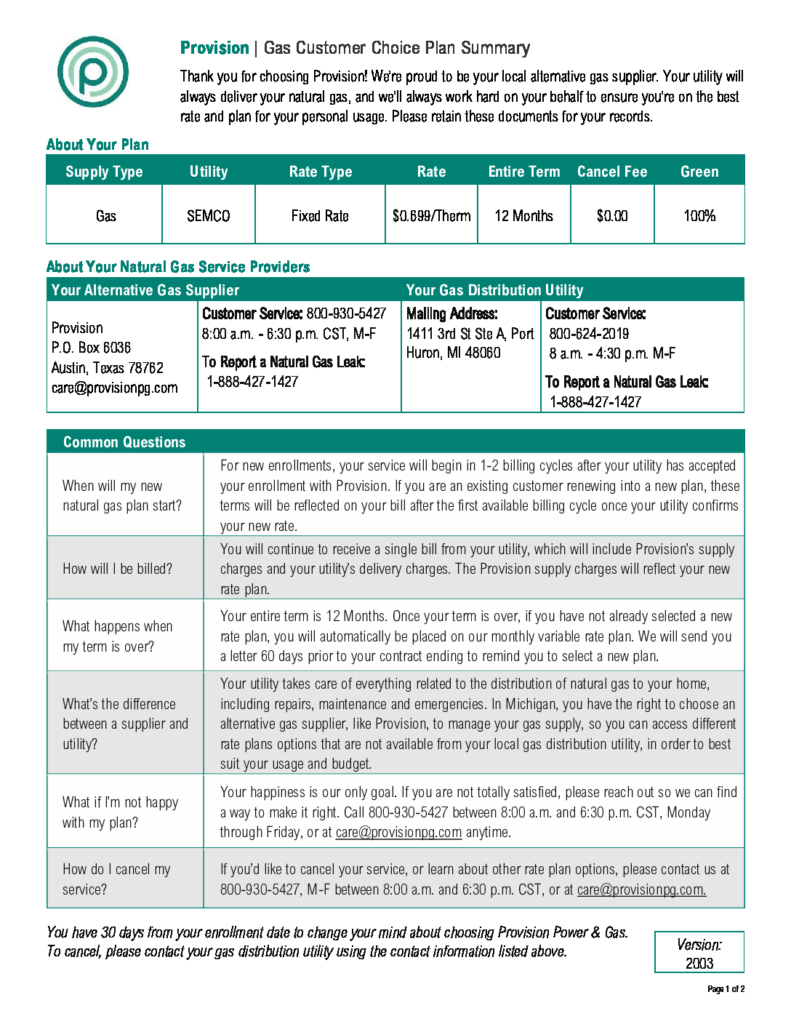 Provision | Gas Customer Choice Plan Summary
Thank you for choosing Provision! We're proud to be your local alternative gas supplier. Your utility will
always deliver your natural gas, and we'll always work hard on your behalf to ensure you're on the best
rate and plan for your personal usage. Please retain these documents for your records.
About Your Plan
Supply Type Utility Rate Type Rate Entire Term Cancel Fee Green
Gas SEMCO Fixed Rate $0.699/Therm 12 Months $0.00 100%
About Your Natural Gas Service Providers
Your Alternative Gas Supplier
Provision
P.O. Box 6036
Austin, Texas 78762
care@provisionpg.com
Customer Service: 800-930-5427
8:00 a.m. - 6:30 p.m. CST, M-F
To Report a Natural Gas Leak:
1-888-427-1427
Your Gas Distribution Utility
Mailing Address:
1411 3rd St Ste A, Port
Huron, MI 48060
Customer Service:
800-624-2019
8 a.m. - 4:30 p.m. M-F
To Report a Natural Gas Leak:
1-888-427-1427
Common Questions
When will my new
natural gas plan start?
For new enrollments, your service will begin in 1-2 billing cycles after your utility has accepted
your enrollment with Provision. If you are an existing customer renewing into a new plan, these
terms will be reflected on your bill after the first available billing cycle once your utility confirms
your new rate.
How will I be billed?
You will continue to receive a single bill from your utility, which will include Provision's supply
charges and your utility's delivery charges. The Provision supply charges will reflect your new
rate plan.
What happens when
my term is over?
Your entire term is 12 Months. Once your term is over, if you have not already selected a new
rate plan, you will automatically be placed on our monthly variable rate plan. We will send you
a letter 60 days prior to your contract ending to remind you to select a new plan.
What's the difference
between a supplier and
utility?
Your utility takes care of everything related to the distribution of natural gas to your home,
including repairs, maintenance and emergencies. In Michigan, you have the right to choose an
alternative gas supplier, like Provision, to manage your gas supply, so you can access different
rate plans options that are not available from your local gas distribution utility, in order to best
suit your usage and budget.
What if I'm not happy
with my plan?
Your happiness is our only goal. If you are not totally satisfied, please reach out so we can find
a way to make it right. Call 800-930-5427 between 8:00 a.m. and 6:30 p.m. CST, Monday
through Friday, or at care@provisionpg.com anytime.
How do I cancel my
service?
If you'd like to cancel your service, or learn about other rate plan options, please contact us at
800-930-5427, M-F between 8:00 a.m. and 6:30 p.m. CST, or at care@provisionpg.com.
You have 30 days from your enrollment date to change your mind about choosing Provision Power & Gas.
To cancel, please contact your gas distribution utility using the contact information listed above.
Version:
2003
Page 1 of 2